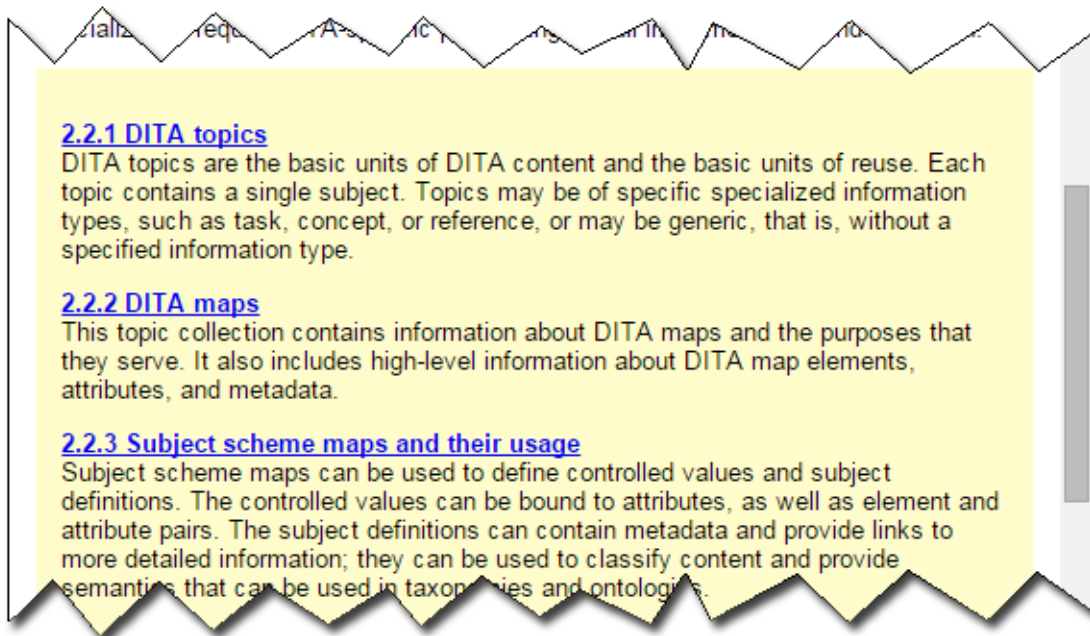 2.2.1 DITA topics
DITA topics are the basic units of DITA content and the basic units of reuse. Each
topic contains a single subject. Topics may be of specific specialized information
types, such as task, concept, or reference, or may be generic, that is, without a
specified information type.
2.2.2 DITA maps
This topic collection contains information about DITA maps and the purposes that
they serve. It also includes high-level information about DITA map elements,
attributes, and metadata.
2.2.3 Subject scheme maps and their usage
Subject scheme maps can be used to define controlled values and subject
definitions. The controlled values can be bound to attributes, as well as element and
attribute pairs. The subject definitions can contain metadata and provide links to
more detailed information; they can be used to classify content and provide
semantics that can be used in taxonomies and ontologies.